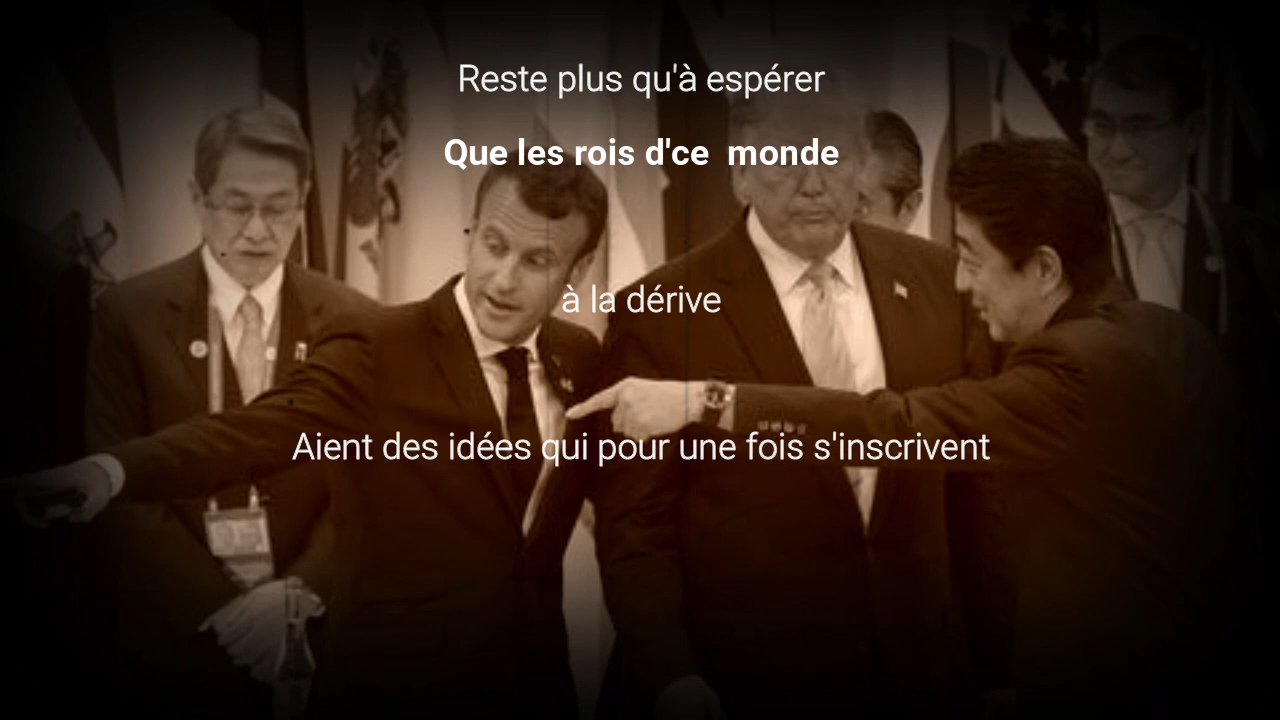 Reste plus qu'à espérer
Que les rois d'ce  monde
à la dérive
Aient des idées qui pour une fois s'inscrivent